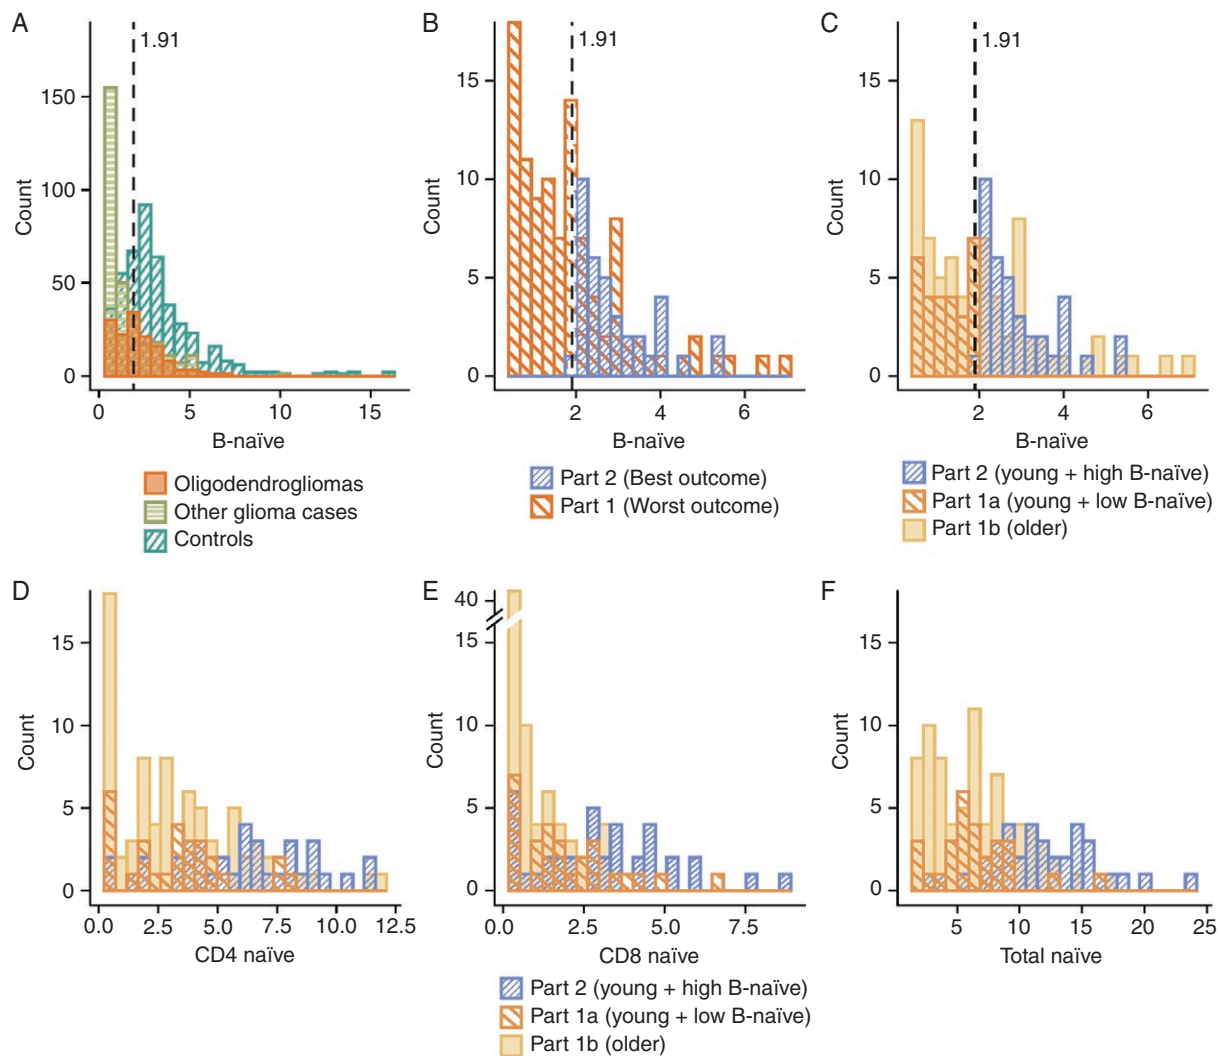 A
1.91
150
100
50
0
Count
0
5
10
15
B-naïve
Oligodendrogliomas
Other glioma cases
Controls
B
1.91
15
10
5
0
Count
2
4
6
B-naïve
Part 2 (Best outcome)
Part 1 (Worst outcome)
C
1.91
15
10
5
0
Count
2
4
6
B-naïve
Part 2 (young + high B-naïve)
Part 1a (young + low B-naïve)
Part 1b (older)
D
15
10
5
0
Count
0.0
2.5
5.0
7.5
10.0
12.5
CD4 naïve
E
40
15
10
5
0
Count
0.0
2.5
5.0
7.5
CD8 naïve
Part 2 (young + high B-naïve)
Part 1a (young + low B-naïve)
Part 1b (older)
F
15
10
5
0
Count
5
10
15
20
25
Total naïve